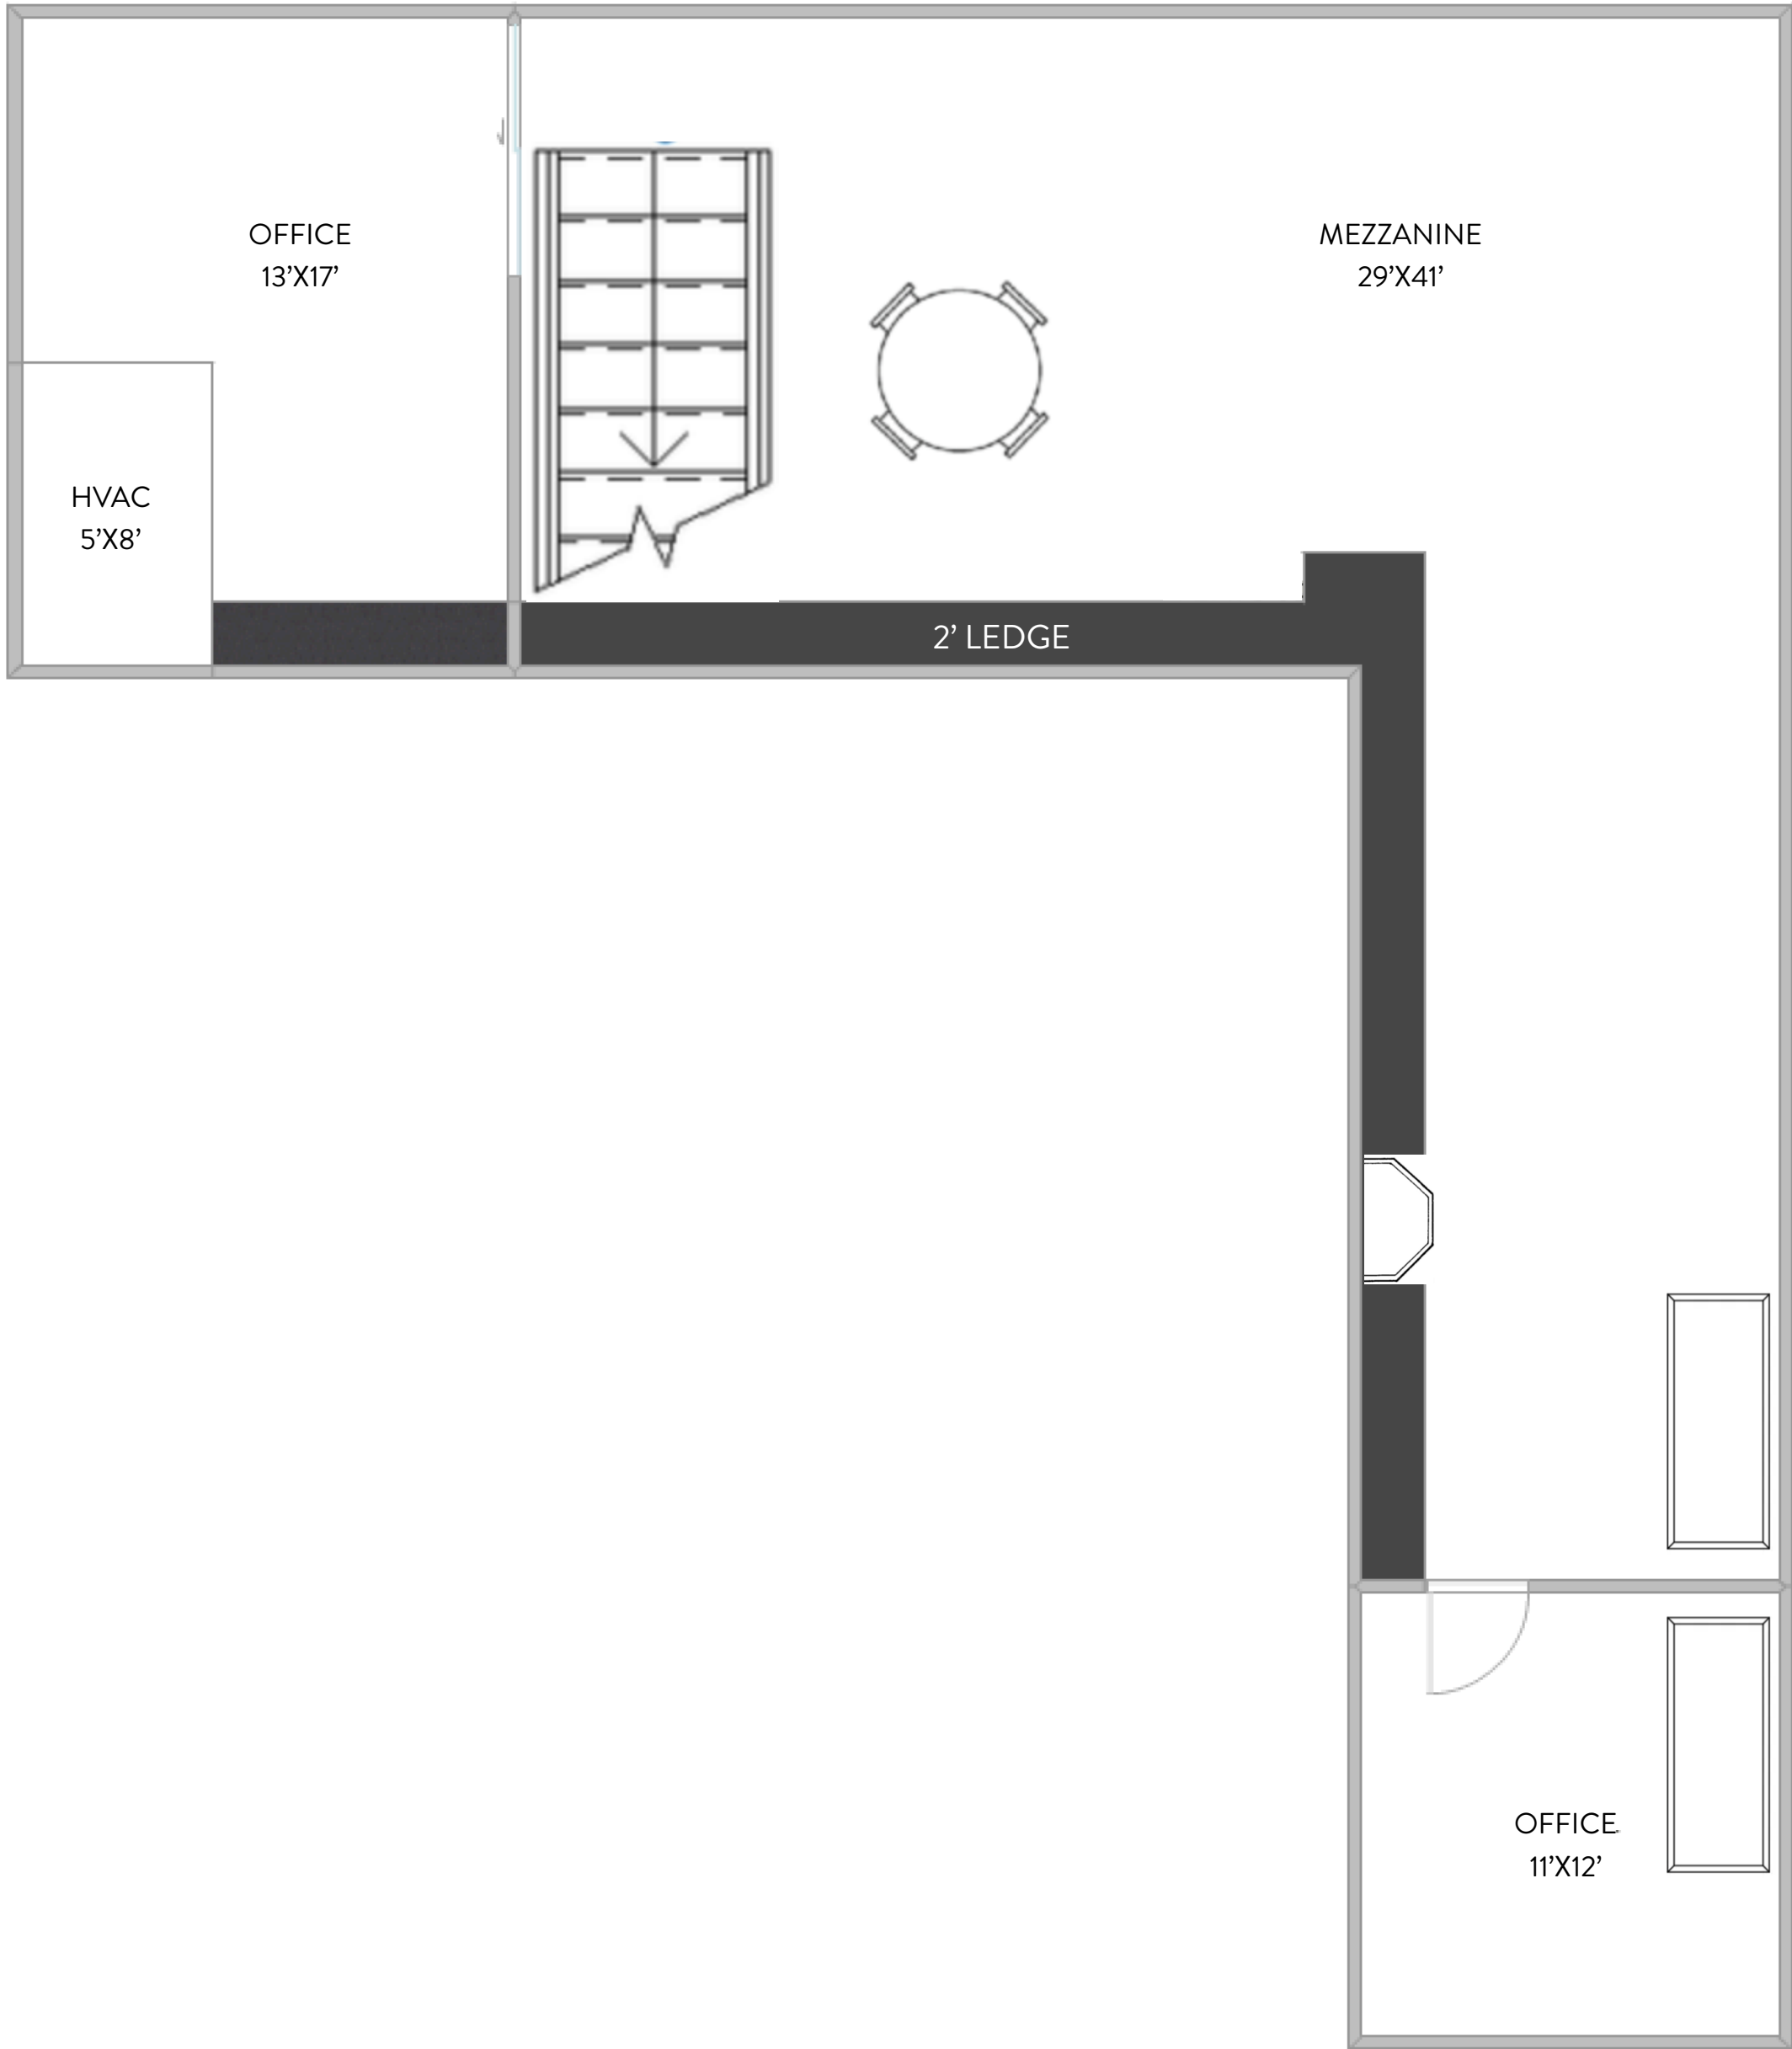 OFFICE
13’X17’
MEZZANINE
29’X41’
HVAC
5’X8’
2’ LEDGE
OFFICE
11’X12’